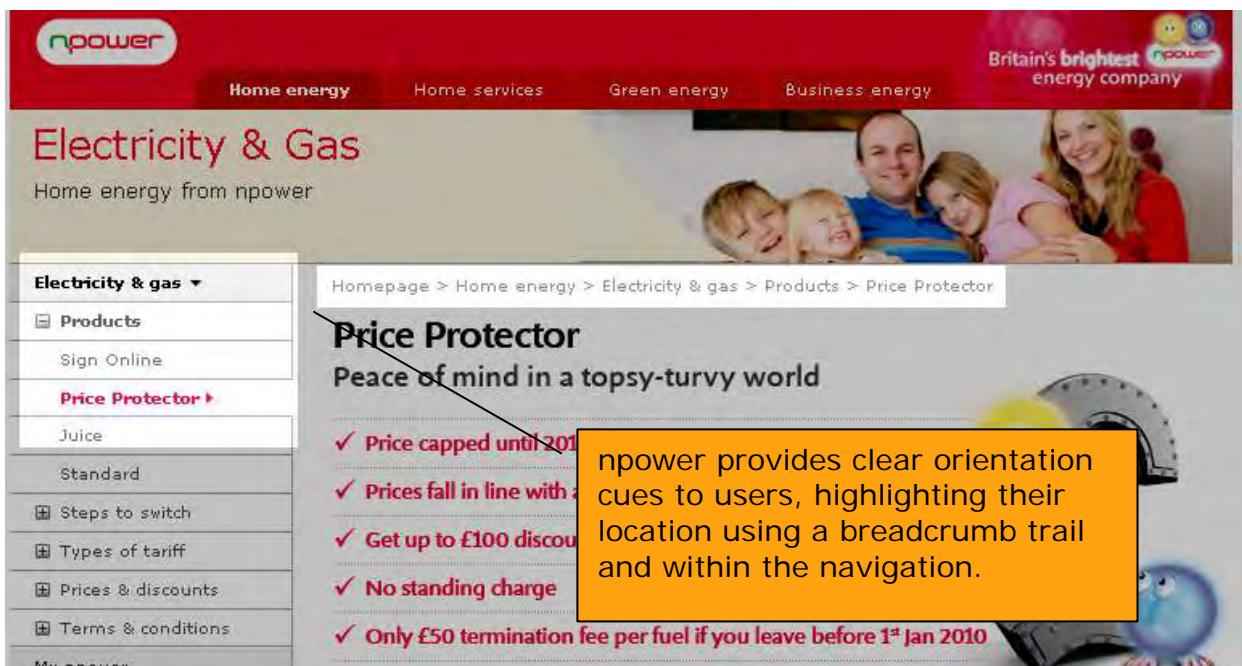 npower
Britain's brightest npower
energy company
Home energy Home services Green energy Business energy
Electricity & Gas
Home energy from npower
Electricity & gas
Products
Sign Online
Price Protector
Juice
Standard
Steps to switch
Types of tariff
Prices & discounts
Terms & conditions
Homepage > Home energy > Electricity & gas > Products > Price Protector
Price Protector
Peace of mind in a topsy-turvy world
✓ Price capped until 201
✓ Prices fall in line with
✓ Get up to £100 discou
✓ No standing charge
✓ Only £50 termination fee per fuel if you leave before 1st Jan 2010
npower provides clear orientation
cues to users, highlighting their
location using a breadcrumb trail
and within the navigation.